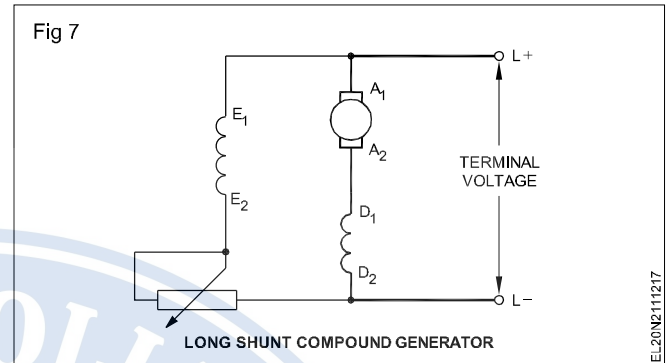 Fig 7
L+
A1
E1
A2
TERMINAL
VOLTAGE
E2
D1
D2
L-
LONG SHUNT COMPOUND GENERATOR
EL20N2111217